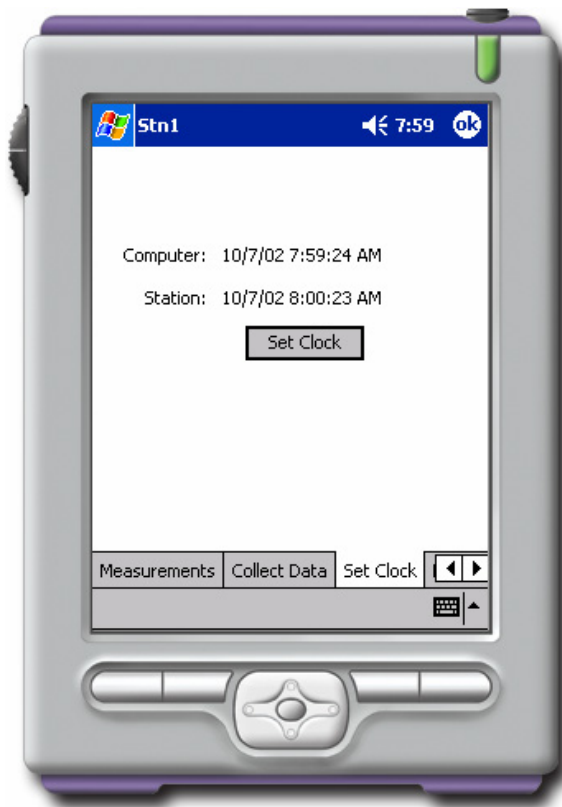 Stn1 7:59 ok
Computer: 10/7/02 7:59:24 AM
Station: 10/7/02 8:00:23 AM
Set Clock
Measurements Collect Data Set Clock